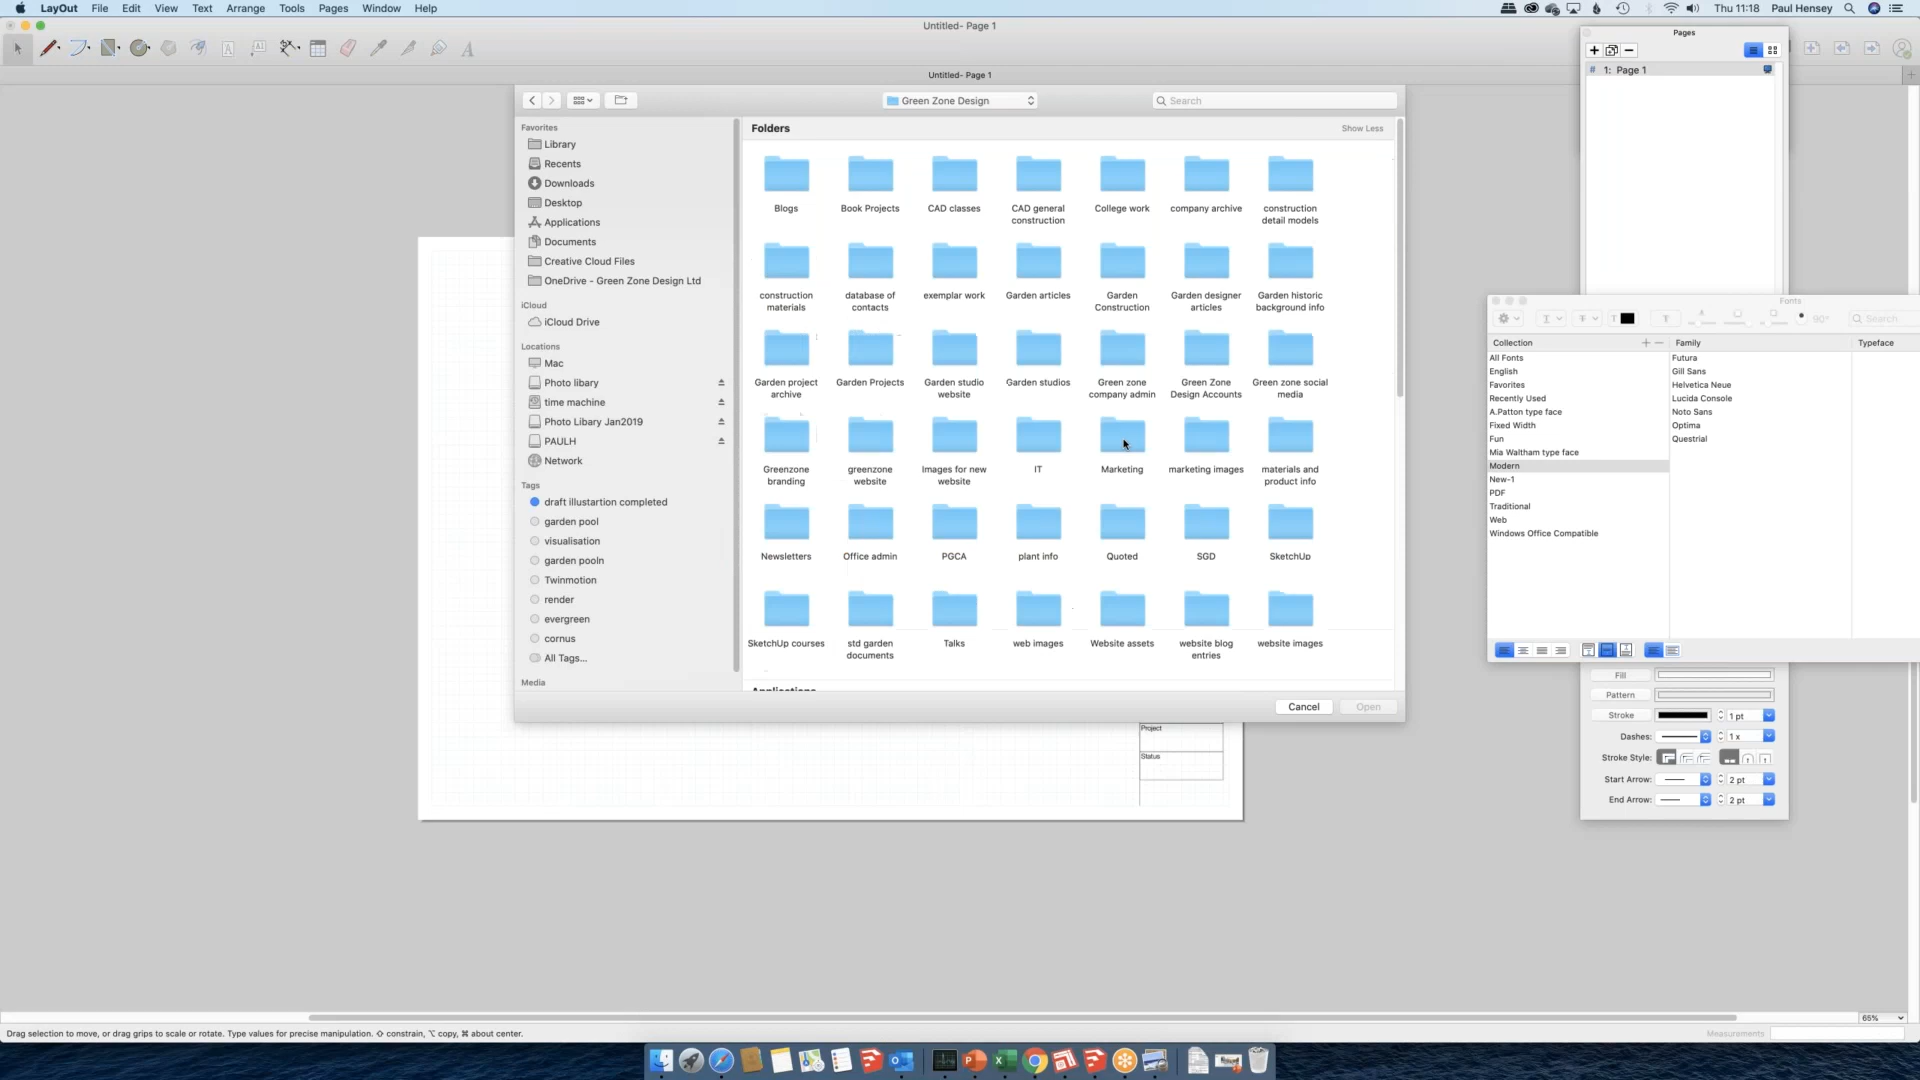 LayOut File Edit View Text Arrange Tools Pages Window Help
Thu 11:18 Paul Hensey
Untitled- Page 1
Untitled- Page 1
Pages
1: Page 1
Green Zone Design
Search
Favorites
Library
Recents
Downloads
Desktop
Applications
Documents
Creative Cloud Files
OneDrive - Green Zone Design Ltd
iCloud
iCloud Drive
Locations
Mac
Photo libary
time machine
Photo Libary Jan2019
PAULH
Network
Tags
draft illustartion completed
garden pool
visualisation
garden pooln
Twinmotion
render
evergreen
cornus
All Tags...
Media
Folders
Show Less
Blogs
Book Projects
CAD classes
CAD general construction
College work
company archive
construction detail models
construction materials
database of contacts
exemplar work
Garden articles
Garden Construction
Garden designer articles
Garden historic background info
Garden project archive
Garden Projects
Garden studio website
Garden studios
Green zone company admin
Green Zone Design Accounts
Green zone social media
Greenzone branding
greenzone website
Images for new website
IT
Marketing
marketing images
materials and product info
Newsletters
Office admin
PGCA
plant info
Quoted
SGD
SketchUp
SketchUp courses
std garden documents
Talks
web images
Website assets
website blog entries
website images
Applications
Cancel
Open
Project
Status
Fonts
90°
Search
Collection
Family
Typeface
All Fonts
English
Favorites
Recently Used
A.Patton type face
Fixed Width
Fun
Mia Waltham type face
Modern
New-1
PDF
Traditional
Web
Windows Office Compatible
Futura
Gill Sans
Helvetica Neue
Lucida Console
Noto Sans
Optima
Questrial
Fill
Pattern
Stroke 1 pt
Dashes: 1 x
Stroke Style:
Start Arrow: 2 pt
End Arrow: 2 pt
65%
Drag selection to move, or drag grips to scale or rotate. Type values for precise manipulation. ⇧ constrain, ⌥ copy, ⌘ about center.
Measurements